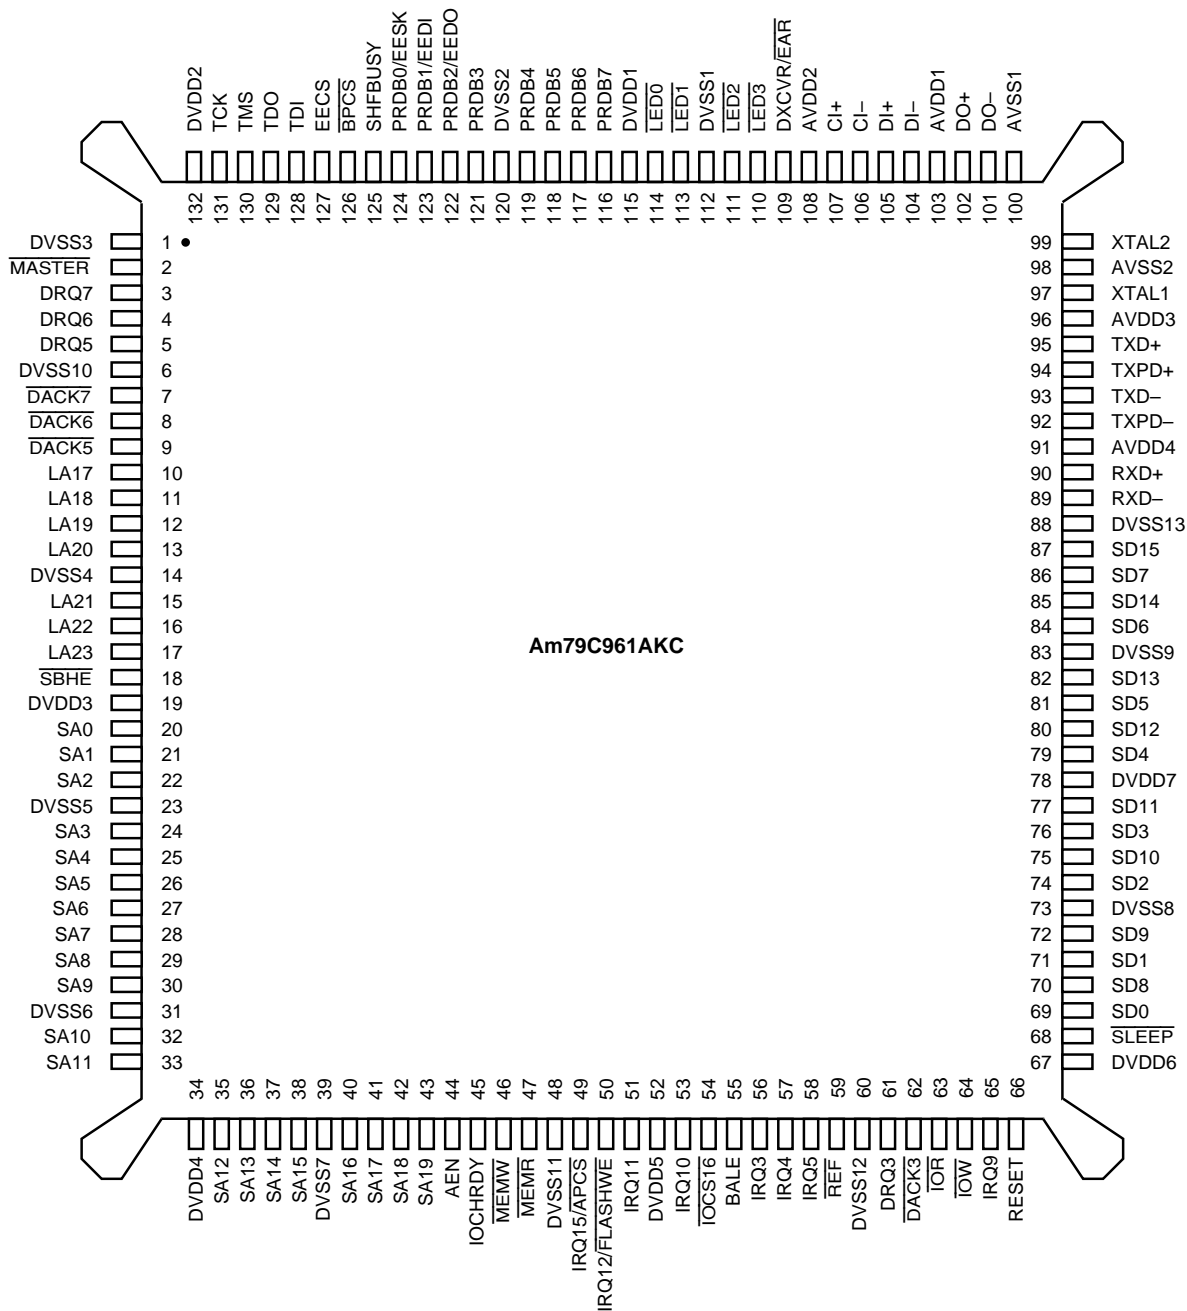 DVDD2
TCK
TMS
TDO
TDI
EECS
BPCS
SHFBUSY
PRDB0/EESK
PRDB1/EEDI
PRDB2/EEDO
PRDB3
DVSS2
PRDB4
PRDB5
PRDB6
PRDB7
DVDD1
LED0
LED1
DVSS1
LED2
LED3
DXCVR/EAR
AVDD2
CI+
CI–
DI+
DI–
AVDD1
DO+
DO–
AVSS1
132
131
130
129
128
127
126
125
124
123
122
121
120
119
118
117
116
115
114
113
112
111
110
109
108
107
106
105
104
103
102
101
100
DVSS3 1 99 XTAL2
MASTER 2 98 AVSS2
DRQ7 3 97 XTAL1
DRQ6 4 96 AVDD3
DRQ5 5 95 TXD+
DVSS10 6 94 TXPD+
DACK7 7 93 TXD–
DACK6 8 92 TXPD–
DACK5 9 91 AVDD4
LA17 10 90 RXD+
LA18 11 89 RXD–
LA19 12 88 DVSS13
LA20 13 87 SD15
DVSS4 14 86 SD7
LA21 15 85 SD14
LA22 16 84 SD6
Am79C961AKC
LA23 17 83 DVSS9
SBHE 18 82 SD13
DVDD3 19 81 SD5
SA0 20 80 SD12
SA1 21 79 SD4
SA2 22 78 DVDD7
DVSS5 23 77 SD11
SA3 24 76 SD3
SA4 25 75 SD10
SA5 26 74 SD2
SA6 27 73 DVSS8
SA7 28 72 SD9
SA8 29 71 SD1
SA9 30 70 SD8
DVSS6 31 69 SD0
SA10 32 68 SLEEP
SA11 33 67 DVDD6
34
35
36
37
38
39
40
41
42
43
44
45
46
47
48
49
50
51
52
53
54
55
56
57
58
59
60
61
62
63
64
65
66
DVDD4
SA12
SA13
SA14
SA15
DVSS7
SA16
SA17
SA18
SA19
AEN
IOCHRDY
MEMW
MEMR
DVSS11
IRQ15/APCS
IRQ12/FLASHWE
IRQ11
DVDD5
IRQ10
IOCS16
BALE
IRQ3
IRQ4
IRQ5
REF
DVSS12
DRQ3
DACK3
IOR
IOW
IRQ9
RESET